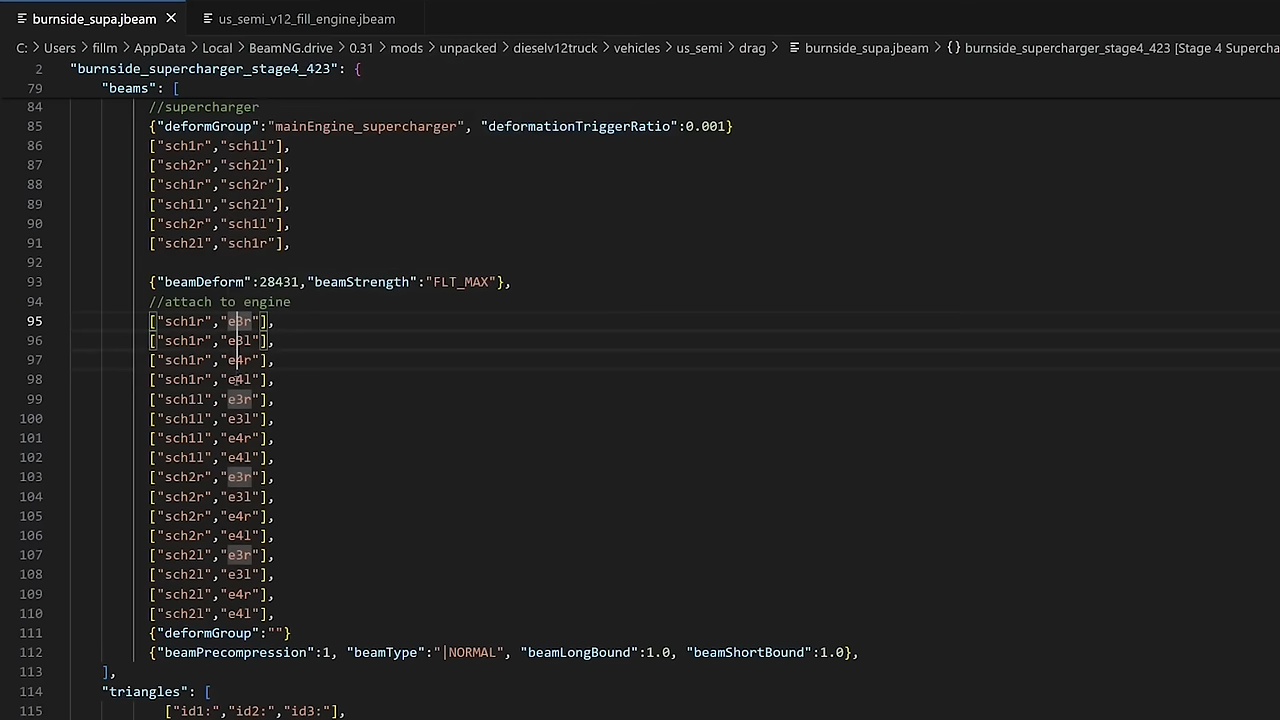 burnside_supa.jbeam
us_semi_v12_fill_engine.jbeam
C: > Users > fillm > AppData > Local > BeamNG.drive > 0.31 > mods > unpacked > dieselv12truck > vehicles > us_semi > drag > burnside_supa.jbeam > {} burnside_supercharger_stage4_423 [Stage 4 Supercha
2 "burnside_supercharger_stage4_423": {
79 "beams": [
84 //supercharger
85 {"deformGroup":"mainEngine_supercharger", "deformationTriggerRatio":0.001}
86 ["sch1r","sch1l"],
87 ["sch2r","sch2l"],
88 ["sch1r","sch2r"],
89 ["sch1l","sch2l"],
90 ["sch2r","sch1l"],
91 ["sch2l","sch1r"],
92
93 {"beamDeform":28431,"beamStrength":"FLT_MAX"},
94 //attach to engine
95 ["sch1r","e3r"],
96 ["sch1r","e3l"],
97 ["sch1r","e4r"],
98 ["sch1r","e4l"],
99 ["sch1l","e3r"],
100 ["sch1l","e3l"],
101 ["sch1l","e4r"],
102 ["sch1l","e4l"],
103 ["sch2r","e3r"],
104 ["sch2r","e3l"],
105 ["sch2r","e4r"],
106 ["sch2r","e4l"],
107 ["sch2l","e3r"],
108 ["sch2l","e3l"],
109 ["sch2l","e4r"],
110 ["sch2l","e4l"],
111 {"deformGroup":""}
112 {"beamPrecompression":1, "beamType":"|NORMAL", "beamLongBound":1.0, "beamShortBound":1.0},
113 ],
114 "triangles": [
115 ["id1:","id2:","id3:"],